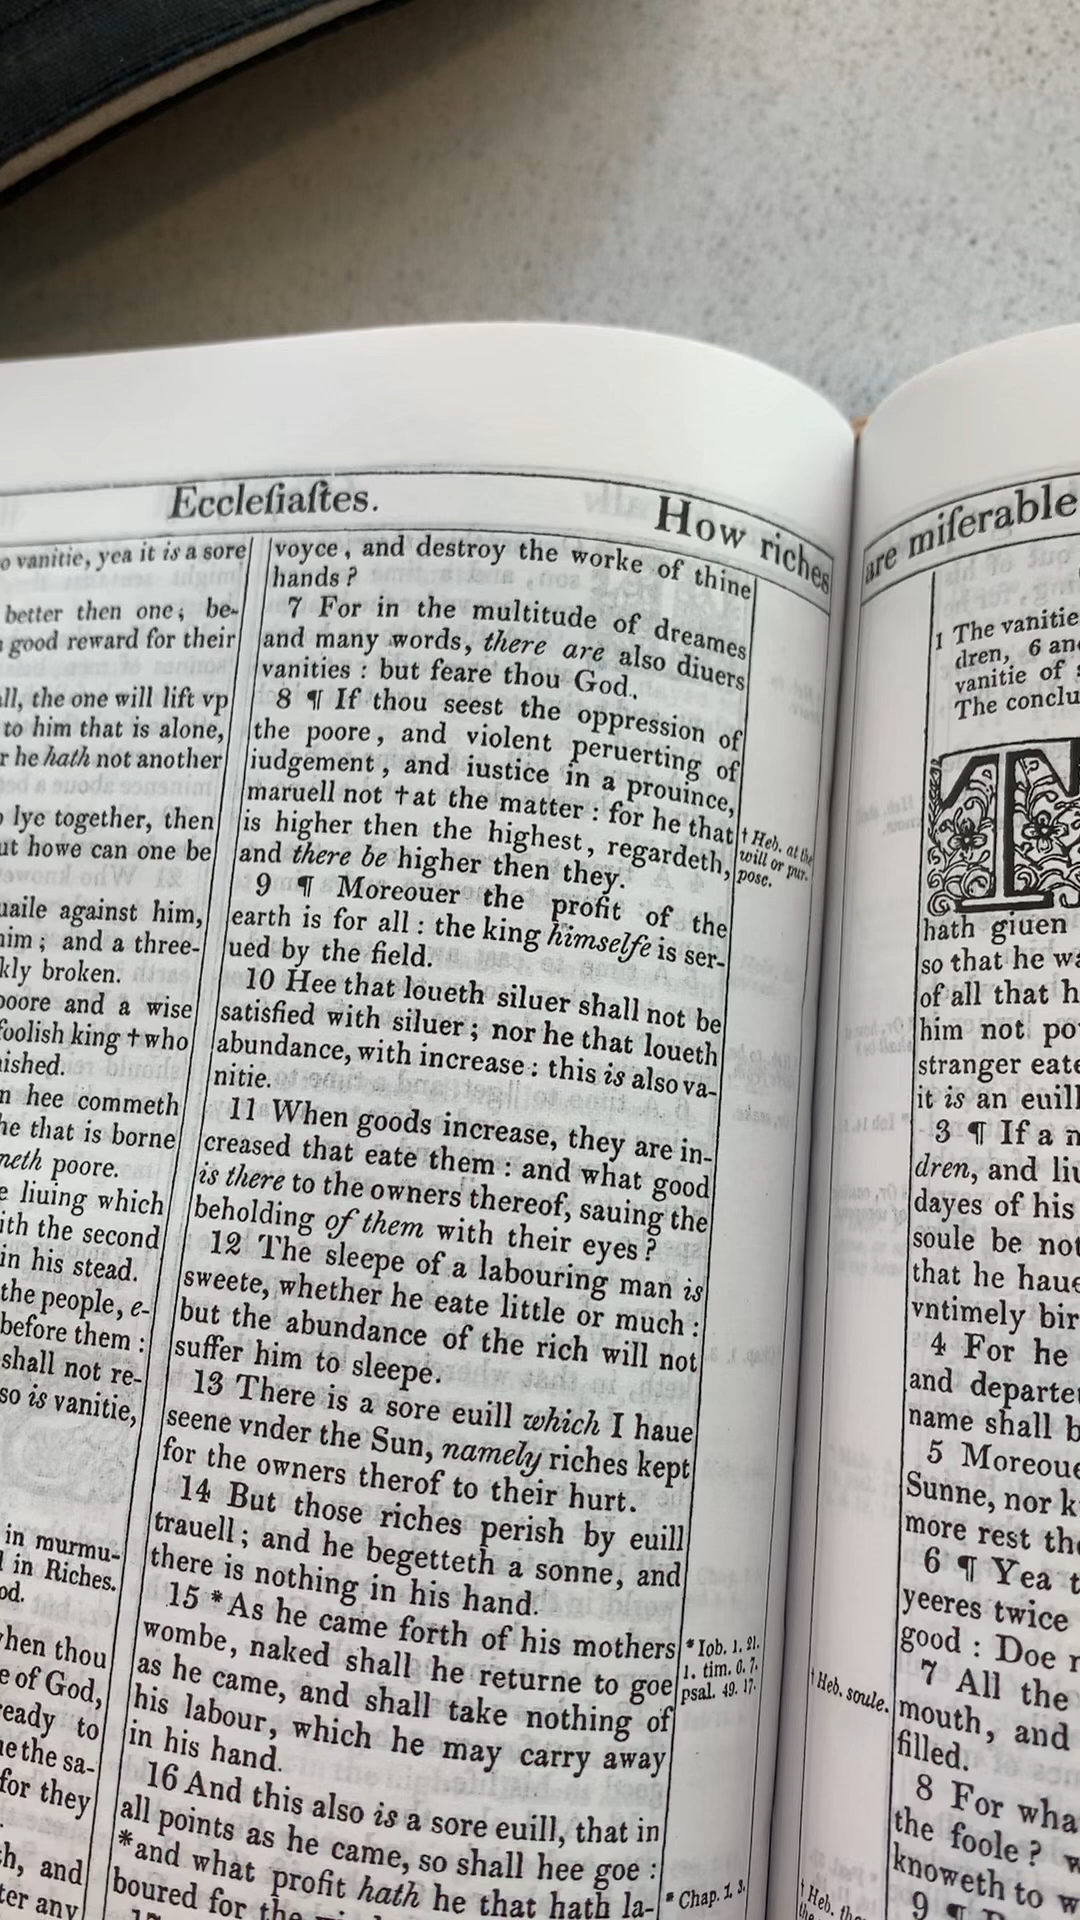 Eccleſiaſtes.
How riches
o vanitie, yea it is a sore
better then one; be-
good reward for their
all, the one will lift vp
to him that is alone,
he hath not another
lye together, then
howe can one be
uaile against him,
him; and a three-
kly broken.
poore and a wise
foolish king †who
nished.
hee commeth
he that is borne
meth poore.
liuing which
ith the second
in his stead.
the people, e-
before them :
shall not re-
so is vanitie,
in murmu-
in Riches.
od.
when thou
e of God,
ready to
the sa-
for they
h, and
ter any
voyce, and destroy the worke of thine
hands ?
7 For in the multitude of dreames
and many words, there are also diuers
vanities : but feare thou God.
8 ¶ If thou seest the oppression of
the poore, and violent peruerting of
iudgement, and iustice in a prouince,
maruell not †at the matter : for he that
is higher then the highest, regardeth,
and there be higher then they.
9 ¶ Moreouer the profit of the
earth is for all : the king himselfe is ser-
ued by the field.
10 Hee that loueth siluer shall not be
satisfied with siluer ; nor he that loueth
abundance, with increase : this is also va-
nitie.
11 When goods increase, they are in-
creased that eate them : and what good
is there to the owners thereof, sauing the
beholding of them with their eyes ?
12 The sleepe of a labouring man is
sweete, whether he eate little or much :
but the abundance of the rich will not
suffer him to sleepe.
13 There is a sore euill which I haue
seene vnder the Sun, namely riches kept
for the owners therof to their hurt.
14 But those riches perish by euill
trauell ; and he begetteth a sonne, and
there is nothing in his hand.
15 *As he came forth of his mothers
wombe, naked shall he returne to goe
as he came, and shall take nothing of
his labour, which he may carry away
in his hand.
16 And this also is a sore euill, that in
all points as he came, so shall hee goe :
*and what profit hath he that hath la-
boured for the
† Heb. at the
will or pur-
pose.
* Iob. 1. 21.
1. tim. 6. 7.
psal. 49. 17.
* Chap. 1. 3.
are miſerable
1 The vanitie
dren, 6 an
vanitie of
The conclu
T
hath giuen
so that he wa
of all that h
him not po
stranger eate
it is an euill
3 ¶ If a
dren, and liu
dayes of his
soule be not
that he haue
vntimely bir
4 For he
and departe
name shall b
5 Moreoue
Sunne, nor k
more rest th
6 ¶ Yea
yeeres twice
good : Doe
7 All the
mouth, and
filled.
8 For wha
the foole ?
knoweth to
9 ¶
† Heb. soule.
† Heb.